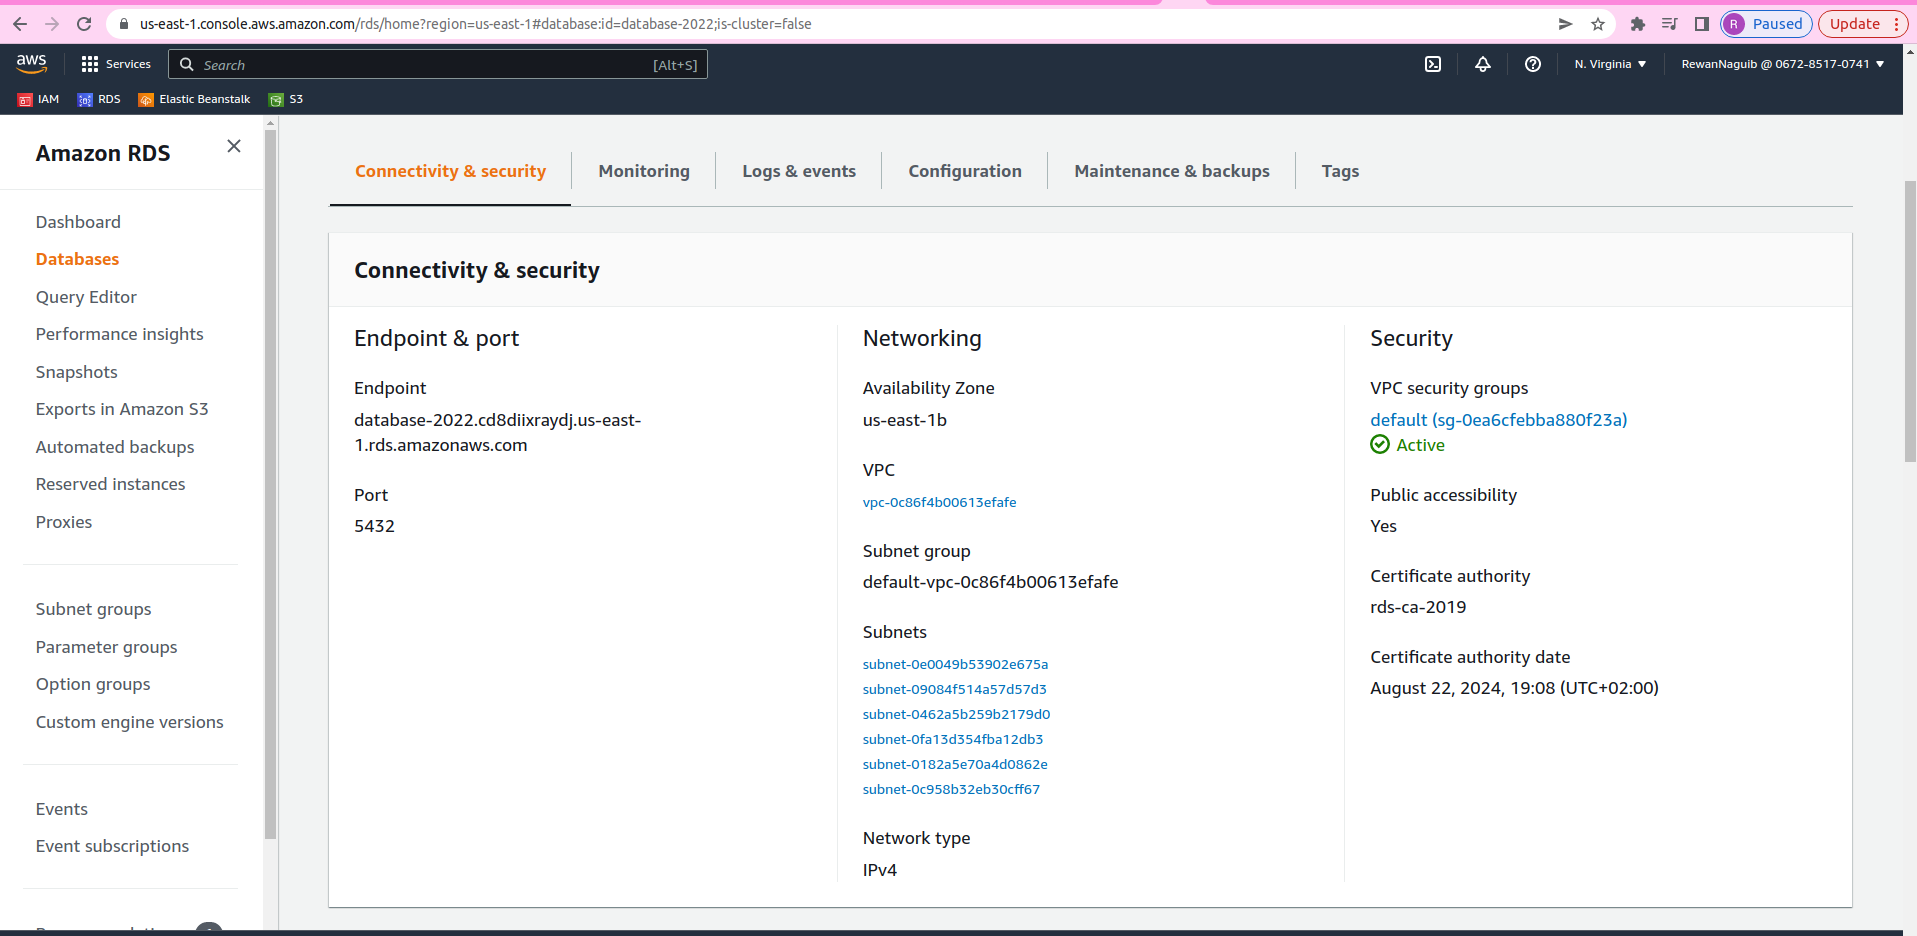 us-east-1.console.aws.amazon.com/rds/home?region=us-east-1#database:id=database-2022;is-cluster=false
R Paused
Update
aws
Services
Search [Alt+S]
N. Virginia
RewanNaguib @ 0672-8517-0741
IAM
RDS
Elastic Beanstalk
S3
Amazon RDS
Dashboard
Databases
Query Editor
Performance insights
Snapshots
Exports in Amazon S3
Automated backups
Reserved instances
Proxies
Subnet groups
Parameter groups
Option groups
Custom engine versions
Events
Event subscriptions
Connectivity & security
Monitoring
Logs & events
Configuration
Maintenance & backups
Tags
Connectivity & security
Endpoint & port
Endpoint
database-2022.cd8diixraydj.us-east-
1.rds.amazonaws.com
Port
5432
Networking
Availability Zone
us-east-1b
VPC
vpc-0c86f4b00613efafe
Subnet group
default-vpc-0c86f4b00613efafe
Subnets
subnet-0e0049b53902e675a
subnet-09084f514a57d57d3
subnet-0462a5b259b2179d0
subnet-0fa13d354fba12db3
subnet-0182a5e70a4d0862e
subnet-0c958b32eb30cff67
Network type
IPv4
Security
VPC security groups
default (sg-0ea6cfebba880f23a)
Active
Public accessibility
Yes
Certificate authority
rds-ca-2019
Certificate authority date
August 22, 2024, 19:08 (UTC+02:00)